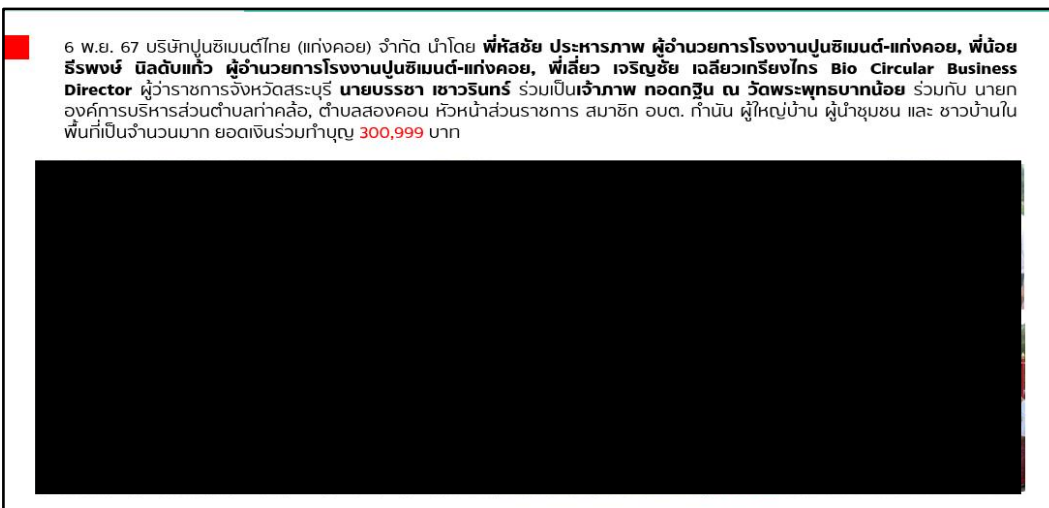 6 พ.ย. 67 บริษัทปูนซิเมนต์ไทย (แก่งคอย) จำกัด นำโดย พี่หัสชัย ประหารภาพ ผู้อำนวยการโรงงานปูนซิเมนต์-แก่งคอย, พี่น้อย
ธีรพงษ์ นิลดับแก้ว ผู้อำนวยการโรงงานปูนซิเมนต์-แก่งคอย, พี่เลี่ยว เจริญชัย เฉลียวเกรียงไกร Bio Circular Business
Director ผู้ว่าราชการจังหวัดสระบุรี นายบรรชา เชาวรินทร์ ร่วมเป็นเจ้าภาพ ทอดกฐิน ณ วัดพระพุทธบาทน้อย ร่วมกับ นายก
องค์การบริหารส่วนตำบลท่าคล้อ, ตำบลสองคอน หัวหน้าส่วนราชการ สมาชิก อบต. กำนัน ผู้ใหญ่บ้าน ผู้นำชุมชน และ ชาวบ้านใน
พื้นที่เป็นจำนวนมาก ยอดเงินร่วมทำบุญ 300,999 บาท